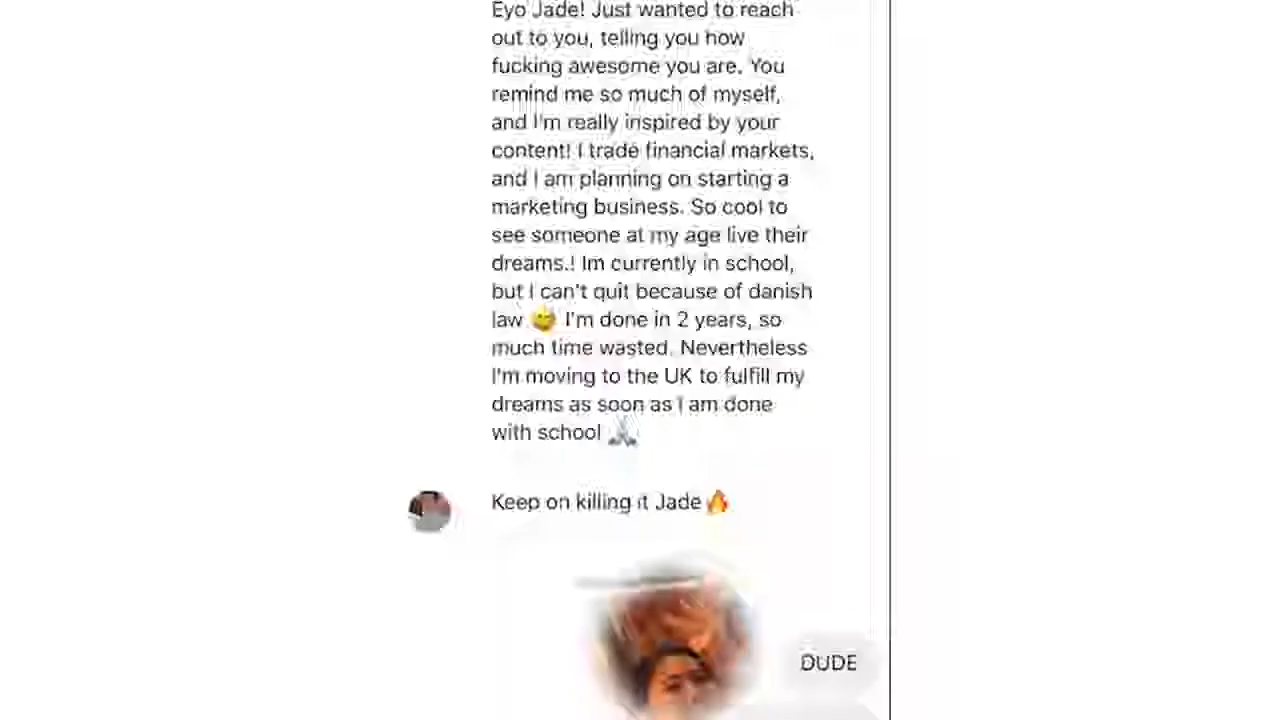 Eyo Jade! Just wanted to reach
out to you, telling you how
fucking awesome you are. You
remind me so much of myself,
and I'm really inspired by your
content! I trade financial markets,
and I am planning on starting a
marketing business. So cool to
see someone at my age live their
dreams.! Im currently in school,
but I can't quit because of danish
law 😅 I'm done in 2 years, so
much time wasted. Nevertheless
I'm moving to the UK to fulfill my
dreams as soon as I am done
with school 🙏
Keep on killing it Jade🔥
DUDE